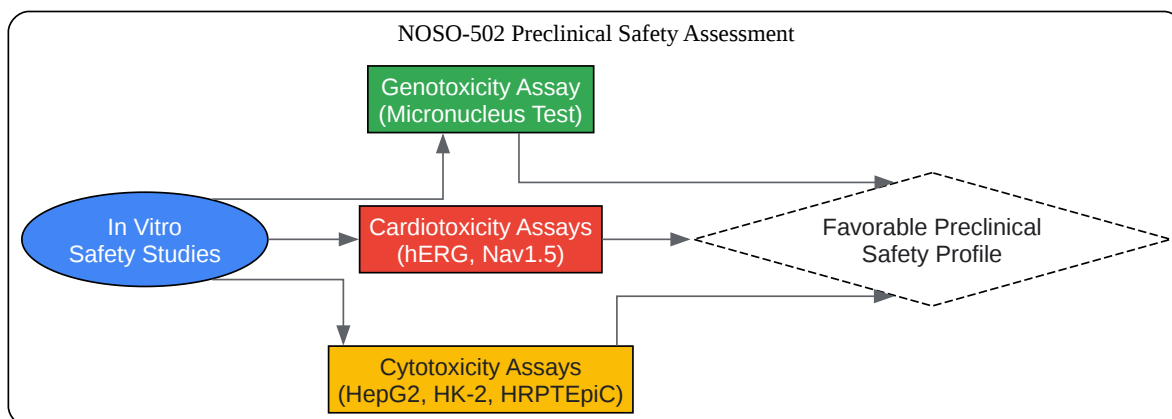 NOSO-502 Preclinical Safety Assessment
Genotoxicity Assay
(Micronucleus Test)
In Vitro
Safety Studies
Cardiotoxicity Assays
(hERG, Nav1.5)
Favorable Preclinical
Safety Profile
Cytotoxicity Assays
(HepG2, HK-2, HRPTEpiC)